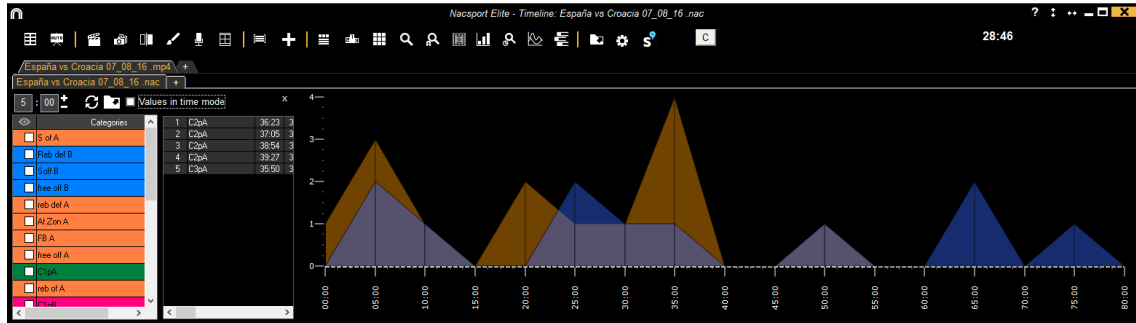 Nacsport Elite - Timeline: España vs Croacia 07_08_16 .nac
?
AUTO
C
28:46
España vs Croacia 07_08_16 .mp4 +
España vs Croacia 07_08_16 .nac +
5 : 00 Values in time mode x
Categories
S of A
Reb def B
S off B
free off B
reb def A
At Zon A
FB A
free off A
C1pA
reb of A
C1pB
1 C2pA 36:23 3
2 C2pA 37:05 3
3 C2pA 38:54 3
4 C2pA 39:27 3
5 C3pA 35:50 3
4
3
2
1
0
00:00 05:00 10:00 15:00 20:00 25:00 30:00 35:00 40:00 45:00 50:00 55:00 60:00 65:00 70:00 75:00 80:00